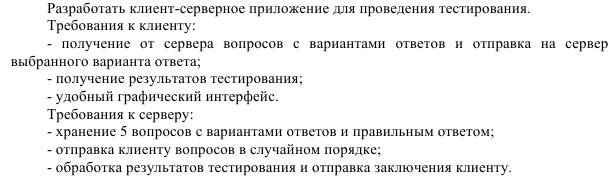 Разработать клиент-серверное приложение для проведения тестирования.
Требования к клиенту:
- получение от сервера вопросов с вариантами ответов и отправка на сервер
выбранного варианта ответа;
- получение результатов тестирования;
- удобный графический интерфейс.
Требования к серверу:
- хранение 5 вопросов с вариантами ответов и правильным ответом;
- отправка клиенту вопросов в случайном порядке;
- обработка результатов тестирования и отправка заключения клиенту.